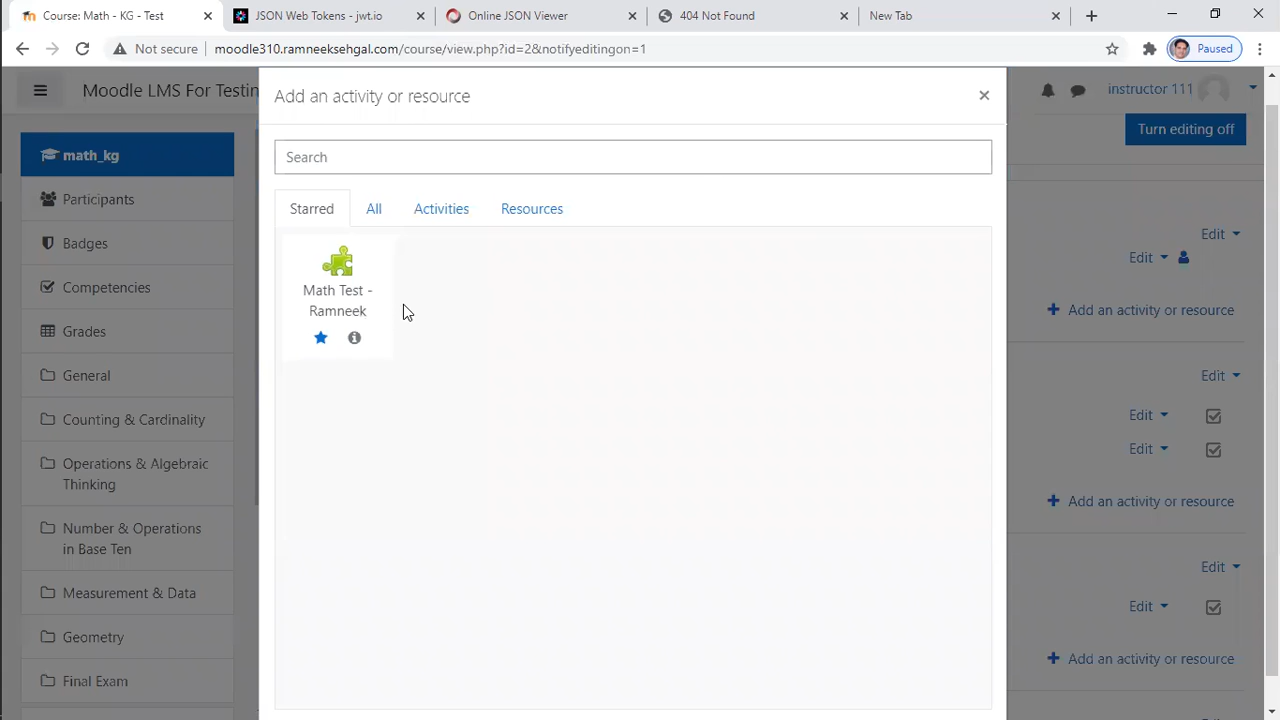 Course: Math - KG - Test
JSON Web Tokens - jwt.io
Online JSON Viewer
404 Not Found
New Tab
Not secure
moodle310.ramneeksehgal.com/course/view.php?id=2&notifyeditingon=1
Paused
Moodle LMS For Testin
instructor 111
Turn editing off
math_kg
Participants
Badges
Competencies
Grades
General
Counting & Cardinality
Operations & Algebraic
Thinking
Number & Operations
in Base Ten
Measurement & Data
Geometry
Final Exam
Add an activity or resource
Search
Starred
All
Activities
Resources
Math Test -
Ramneek
Edit
Edit
Add an activity or resource
Edit
Edit
Edit
Add an activity or resource
Edit
Edit
Add an activity or resource